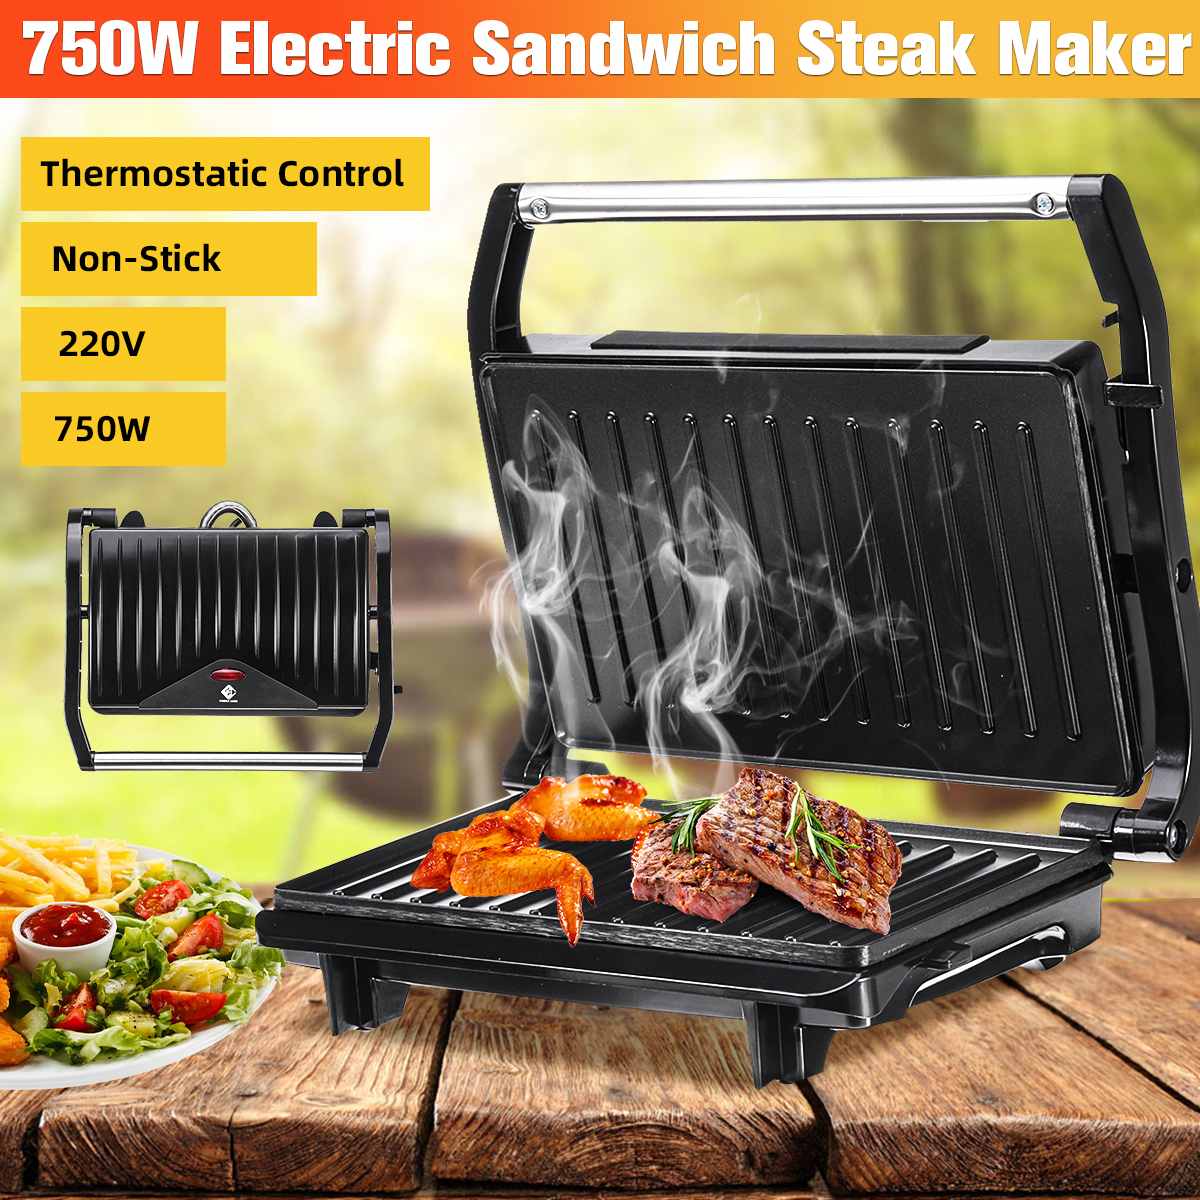 750W Electric Sandwich Steak Maker
Thermostatic Control
Non-Stick
220V
750W